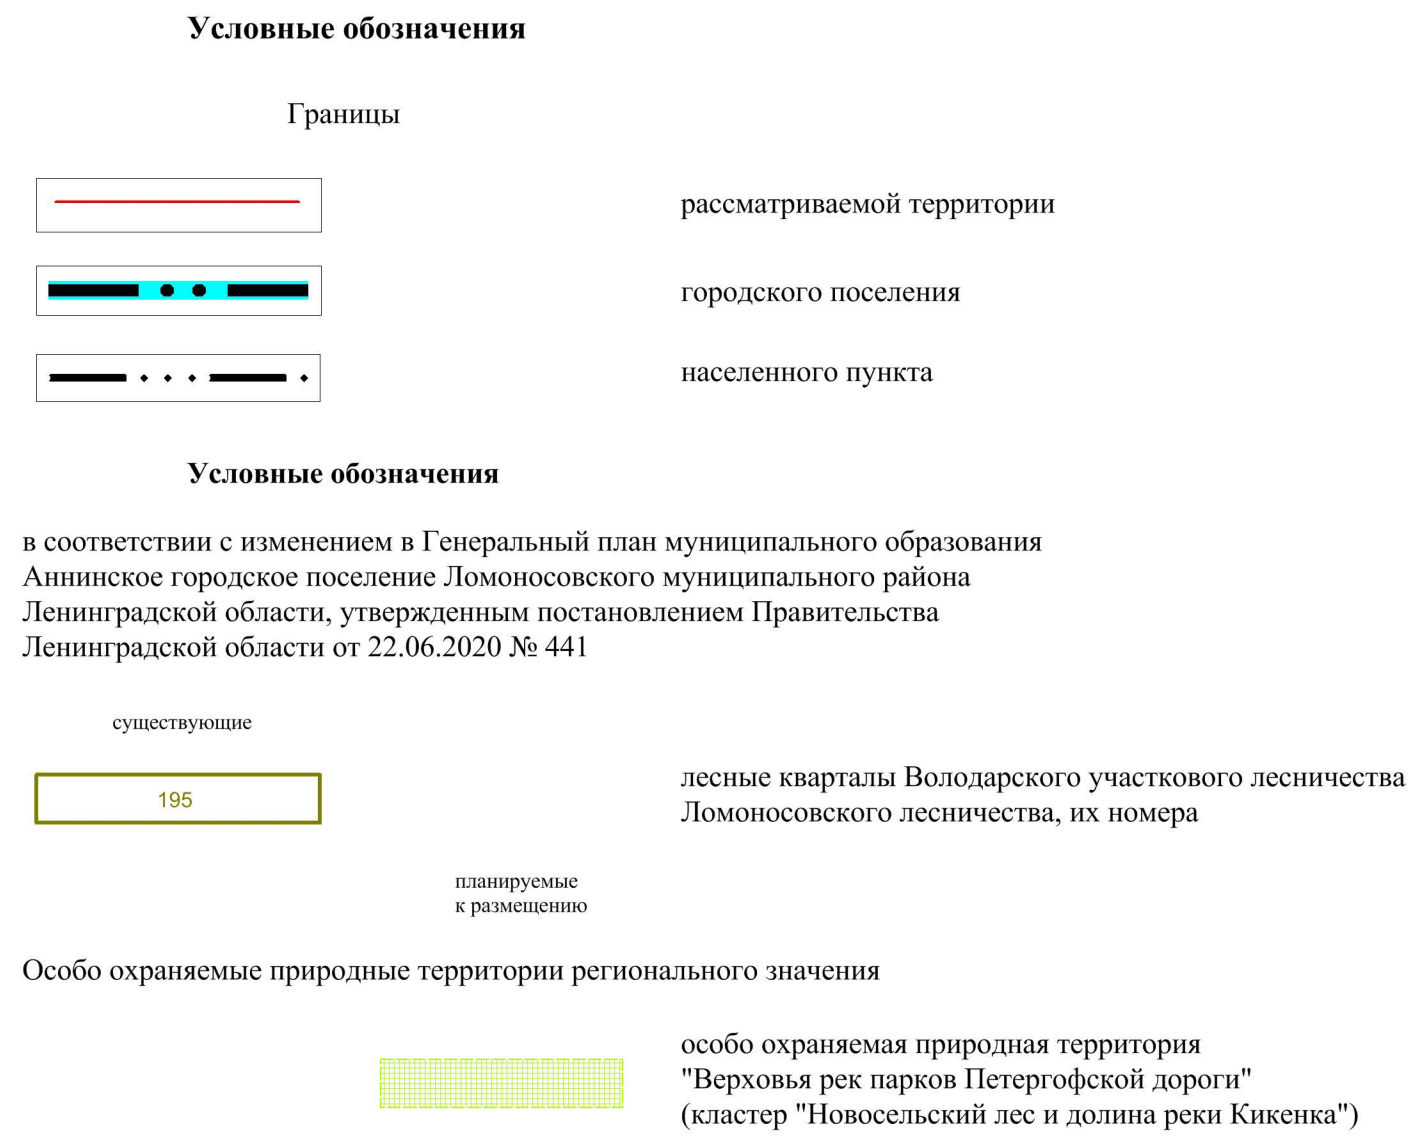 Условные обозначения
Границы
рассматриваемой территории
городского поселения
населенного пункта
Условные обозначения
в соответствии с изменением в Генеральный план муниципального образования
Аннинское городское поселение Ломоносовского муниципального района
Ленинградской области, утвержденным постановлением Правительства
Ленинградской области от 22.06.2020 № 441
существующие
195
лесные кварталы Володарского участкового лесничества
Ломоносовского лесничества, их номера
планируемые
к размещению
Особо охраняемые природные территории регионального значения
особо охраняемая природная территория
"Верховья рек парков Петергофской дороги"
(кластер "Новосельский лес и долина реки Кикенка")